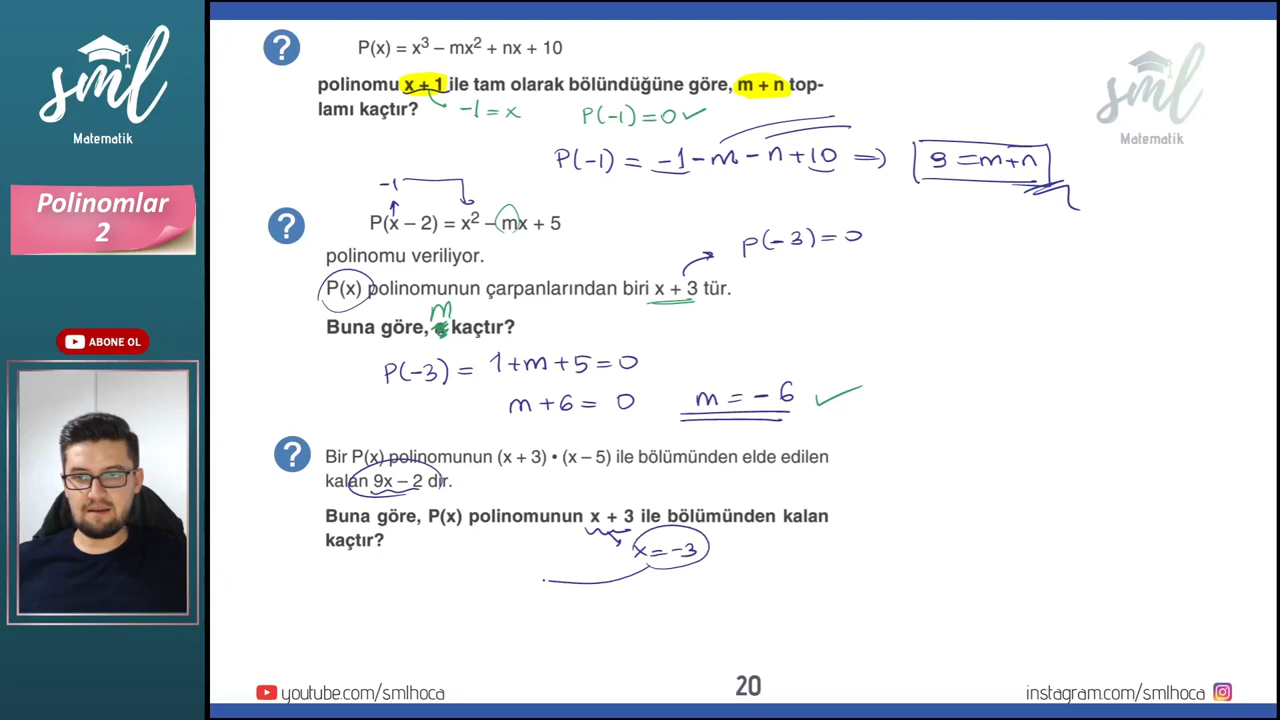 sml
Matematik
Polinomlar
2
ABONE OL
sml
Matematik
?
P(x) = x³ – mx² + nx + 10
polinomu x + 1 ile tam olarak bölündüğüne göre, m + n top-
lamı kaçtır?
-1 = x
P(-1) = 0 ✓
P(-1) = -1 - m - n + 10 ⇒ 9 = m+n
-1
?
P(x – 2) = x² – mx + 5
polinomu veriliyor.
P(-3) = 0
P(x) polinomunun çarpanlarından biri x + 3 tür.
m
Buna göre, kaçtır?
P(-3) = 1 + m + 5 = 0
m + 6 = 0
m = -6 ✓
?
Bir P(x) polinomunun (x + 3) • (x – 5) ile bölümünden elde edilen
kalan 9x – 2 dir.
Buna göre, P(x) polinomunun x + 3 ile bölümünden kalan
kaçtır?
x = -3
youtube.com/smlhoca
20
instagram.com/smlhoca